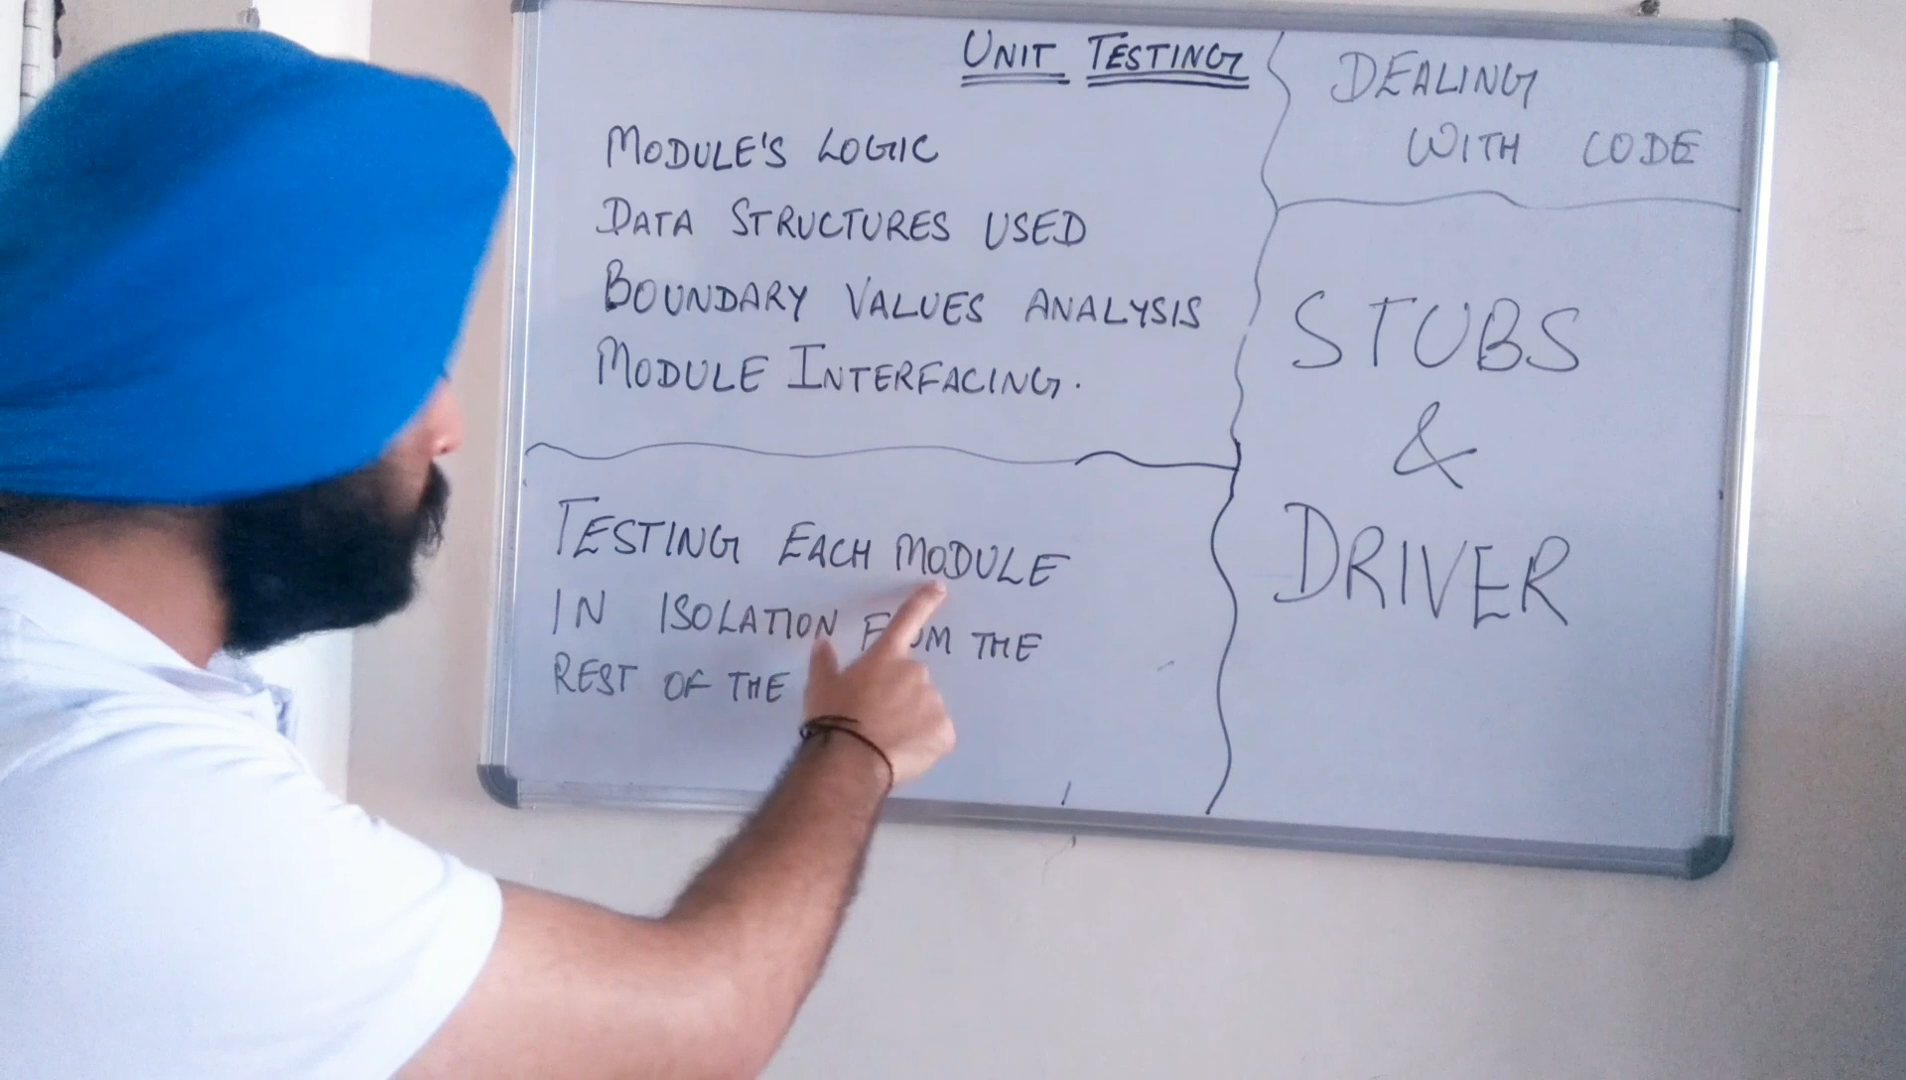 UNIT TESTING
MODULE'S LOGIC
DATA STRUCTURES USED
BOUNDARY VALUES ANALYSIS
MODULE INTERFACING.
TESTING EACH MODULE
IN ISOLATION FROM THE
REST OF THE
DEALING
WITH CODE
STUBS
&
DRIVER